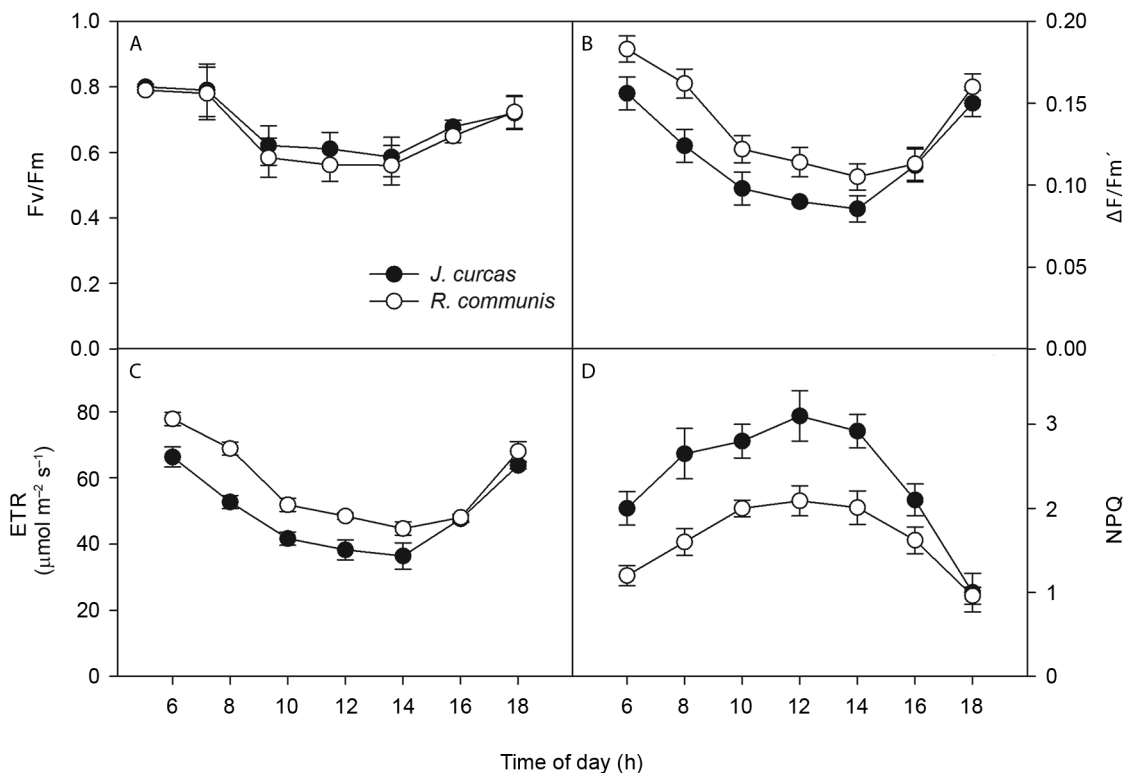 1.0
0.8
0.6
0.4
0.2
0.0
Fv/Fm
A
J. curcas
R. communis
B
0.20
0.15
0.10
0.05
0.00
ΔF/Fm´
C
80
60
40
20
0
ETR
(μmol m⁻² s⁻¹)
D
3
2
1
0
NPQ
6 8 10 12 14 16 18
6 8 10 12 14 16 18
Time of day (h)